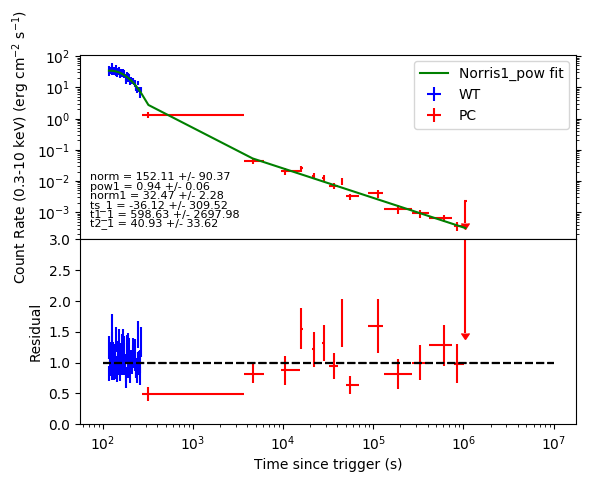 Count Rate (0.3-10 keV) (erg cm⁻² s⁻¹)
10²
10¹
10⁰
10⁻¹
10⁻²
10⁻³
Norris1_pow fit
WT
PC
norm = 152.11 +/- 90.37
pow1 = 0.94 +/- 0.06
norm1 = 32.47 +/- 2.28
ts_1 = -36.12 +/- 309.52
t1_1 = 598.63 +/- 2697.98
t2_1 = 40.93 +/- 33.62
Residual
3.0
2.5
2.0
1.5
1.0
0.5
0.0
10² 10³ 10⁴ 10⁵ 10⁶ 10⁷
Time since trigger (s)